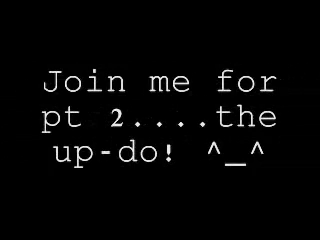 Join me for
pt 2....the
up-do! ^_^